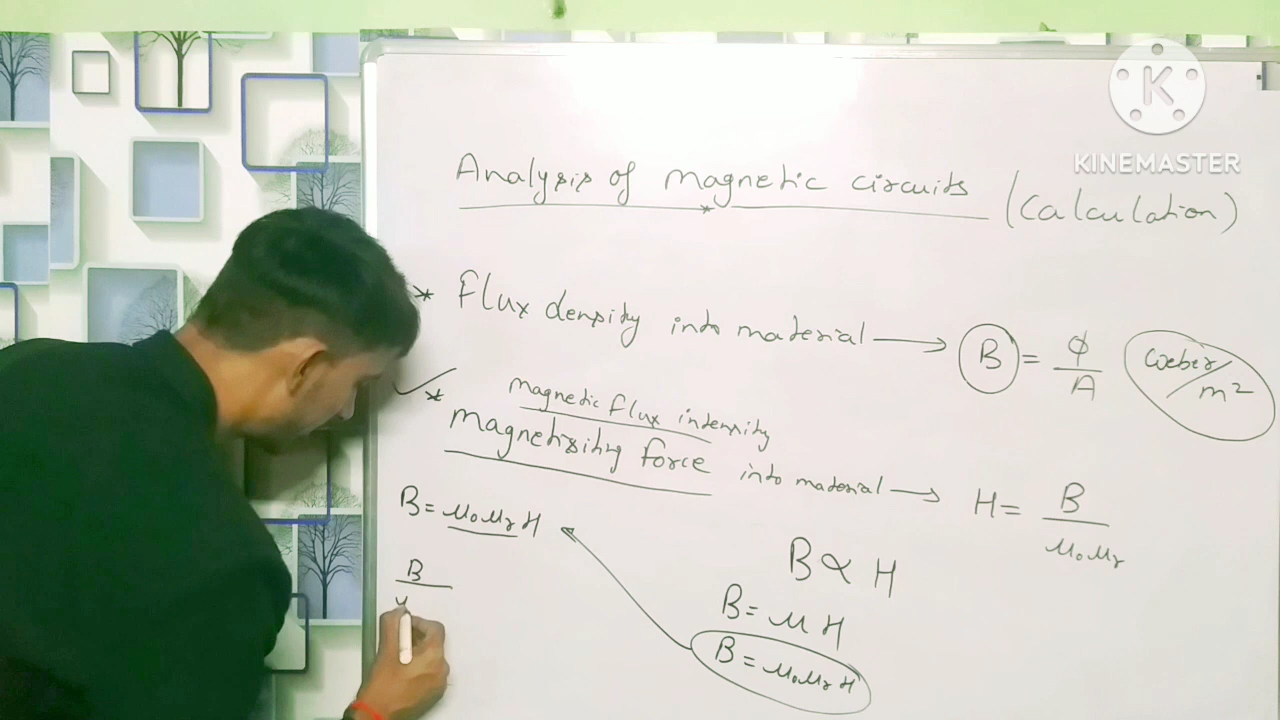 KINEMASTER
Analysis of magnetic circuits (Calculation)
* Flux density into material → B = ϕ/A weber/m²
magnetic flux intensity
* Magnetisiting force into material → H = B/μ₀μᵣ
B = μ₀μᵣH
B ∝ H
B = μH
B = μ₀μᵣH
B